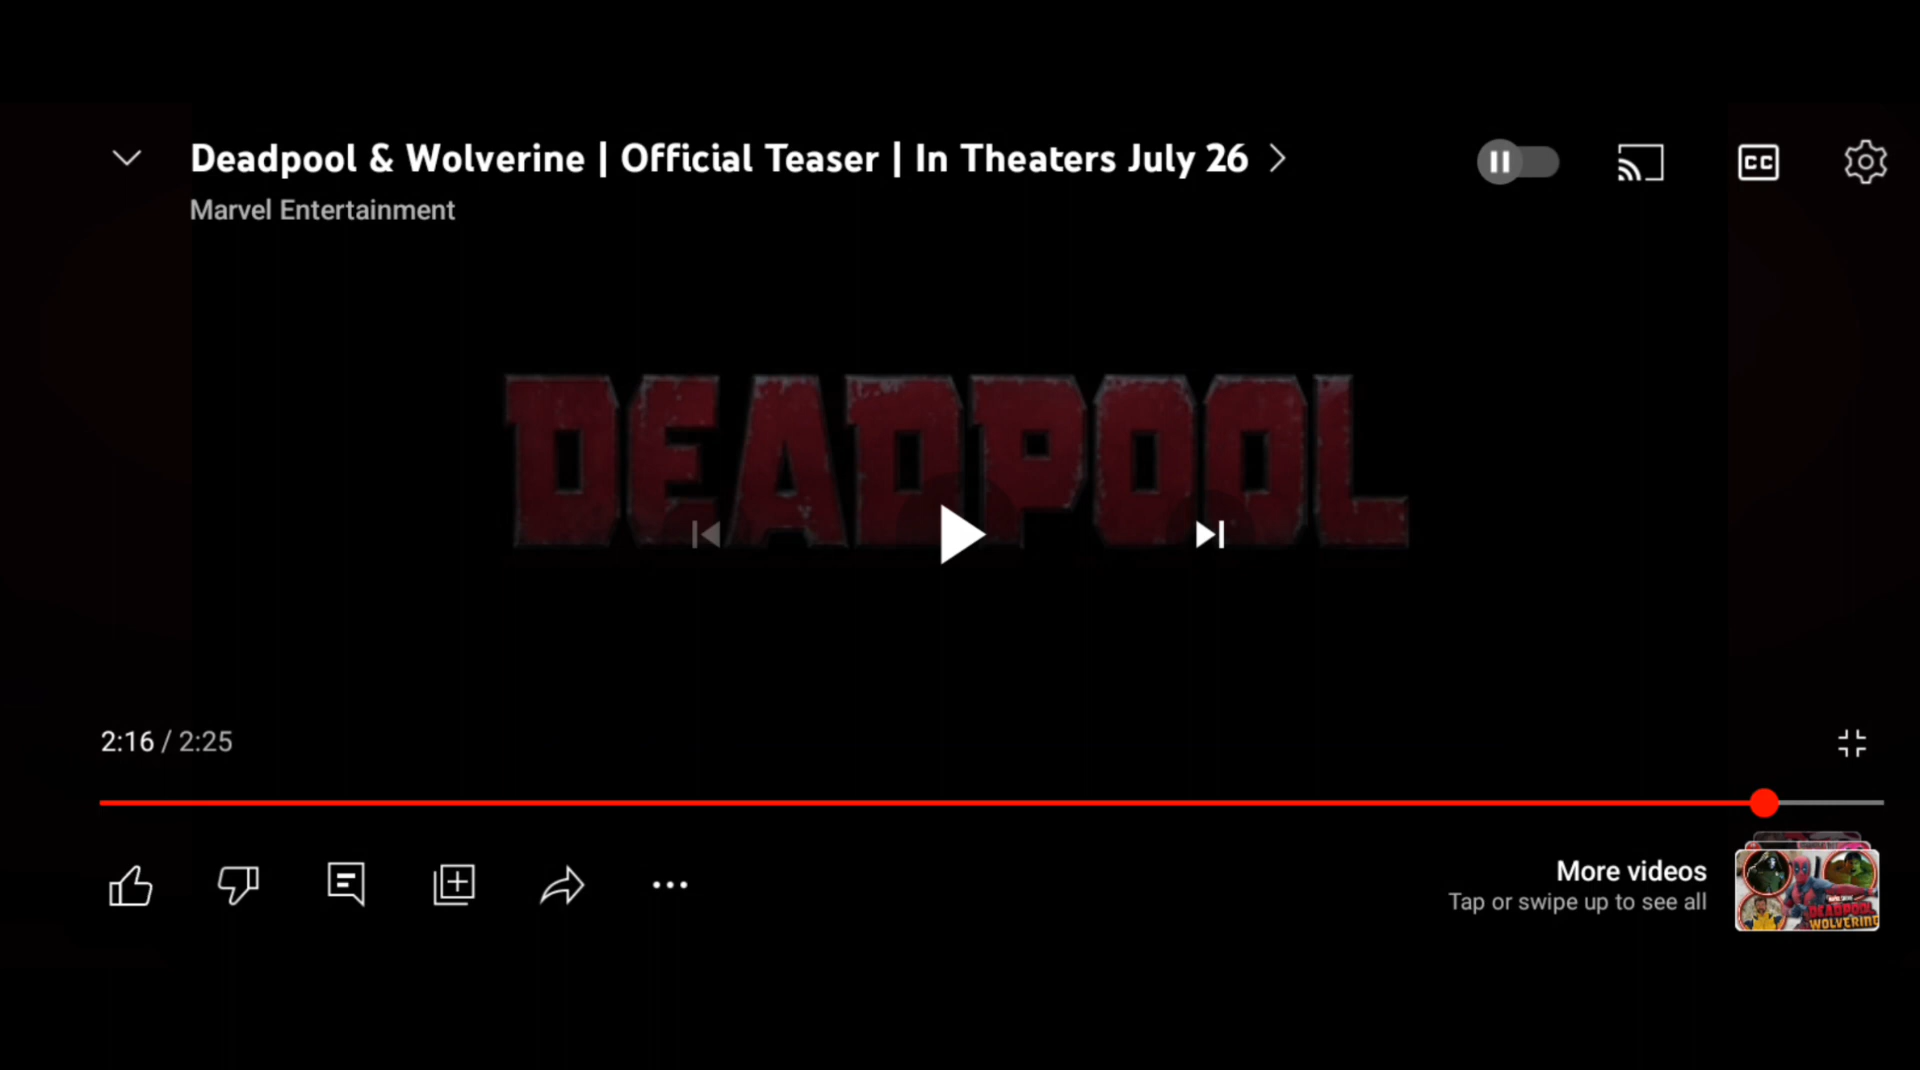 Deadpool & Wolverine | Official Teaser | In Theaters July 26
Marvel Entertainment
CC
DEADPOOL
2:16 / 2:25
More videos
Tap or swipe up to see all
DEADPOOL
WOLVERINE